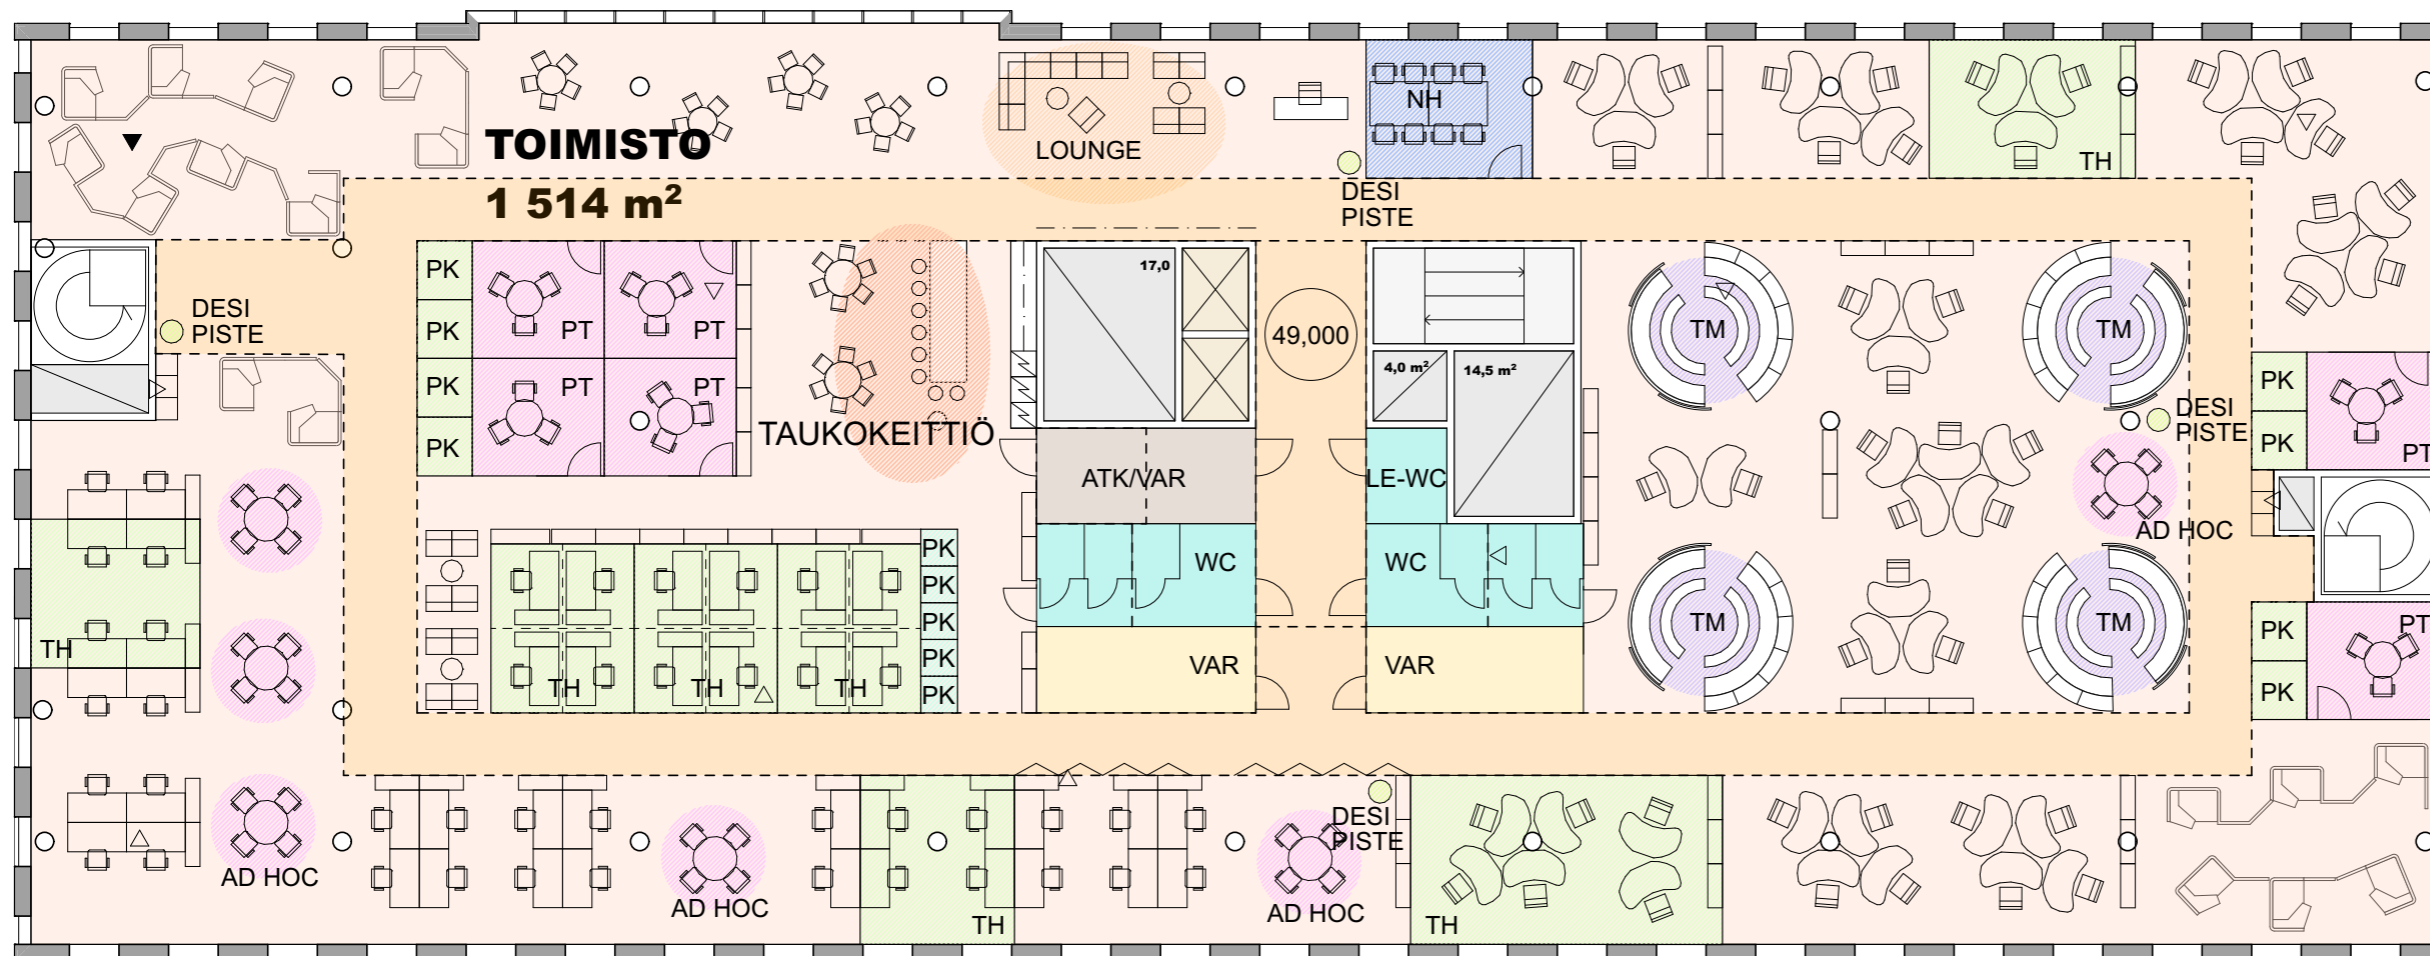 NH
LOUNGE
TOIMISTO
1 514 m²
TH
DESI
PISTE
PK
PT
PT
17,0
DESI
PISTE
PK
49,000
TM
TM
4,0 m²
14,5 m²
PK
PT
PT
PK
PT
DESI
PISTE
TAUKOKEITTIÖ
PK
PK
ATK/VAR
LE-WC
AD HOC
PK
WC
WC
PK
PK
TM
TM
PK
PT
TH
PK
VAR
VAR
TH
TH
TH
PK
PK
DESI
PISTE
AD HOC
AD HOC
AD HOC
TH
TH